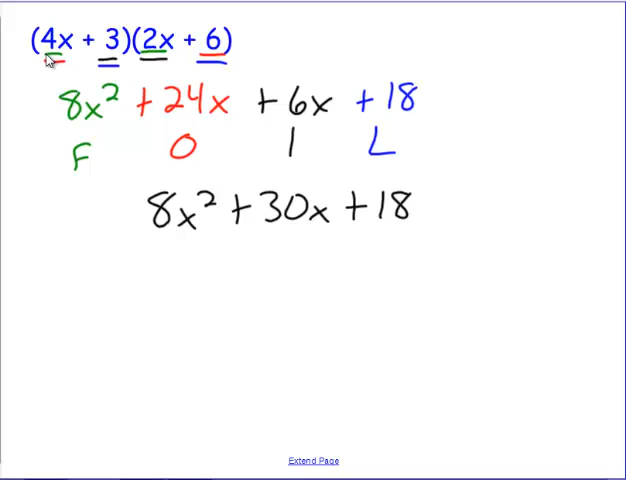 (4x + 3)(2x + 6)
8x² + 24x + 6x + 18
F O I L
8x² + 30x + 18
Extend Page